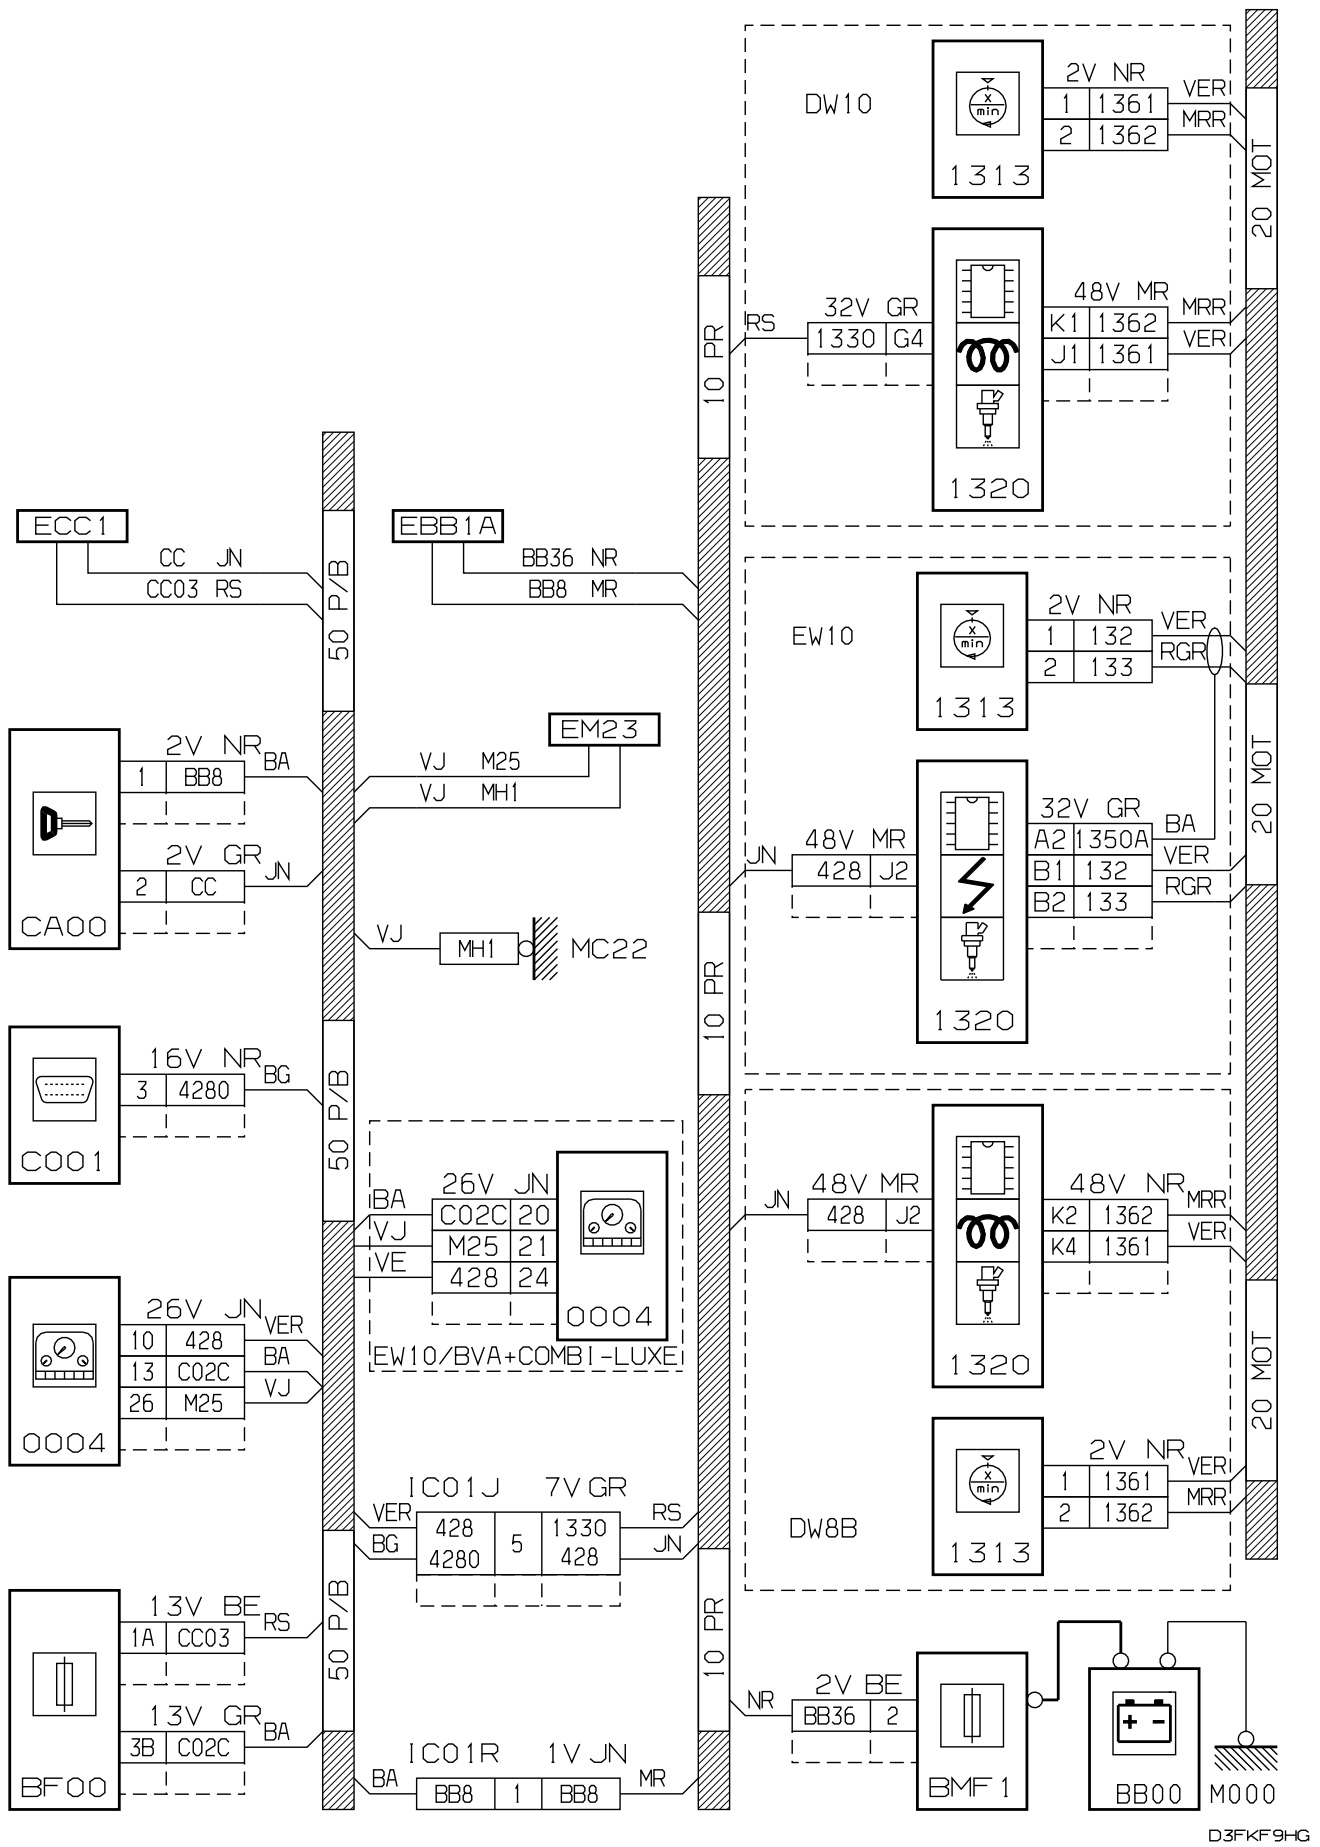 ECC1
CC JN
CC03 RS
50 P/B
CA00
2V NR
1 BB8
BA
2V GR
2 CC
JN
C001
16V NR
3 4280
BG
50 P/B
0004
26V JN
10 428
VER
13 C02C
BA
26 M25
VJ
BF00
13V BE
1A CC03
RS
13V GR
3B C02C
BA
50 P/B
EBB1A
BB36 NR
BB8 MR
EM23
VJ M25
VJ MH1
VJ
MH1
MC22
26V JN
BA
C02C 20
VJ
M25 21
VE
428 24
0004
EW10/BVA+COMBI-LUXE
IC01J 7V GR
VER
428 5 1330
RS
BG
4280 428
JN
IC01R 1V JN
BA
BB8 1 BB8
MR
10 PR
10 PR
10 PR
DW10
x
min
1313
2V NR
1 1361
VER
2 1362
MRR
20 MOT
RS
32V GR
1330 G4
48V MR
K1 1362
MRR
J1 1361
VER
1320
EW10
x
min
1313
2V NR
1 132
VER
2 133
RGR
20 MOT
JN
48V MR
428 J2
32V GR
A2 1350A
BA
B1 132
VER
B2 133
RGR
1320
JN
48V MR
428 J2
48V NR
K2 1362
MRR
K4 1361
VER
1320
20 MOT
DW8B
x
min
1313
2V NR
1 1361
VER
2 1362
MRR
NR
2V BE
BB36 2
BMF1
+ -
BB00
M000
D3FKF9HG